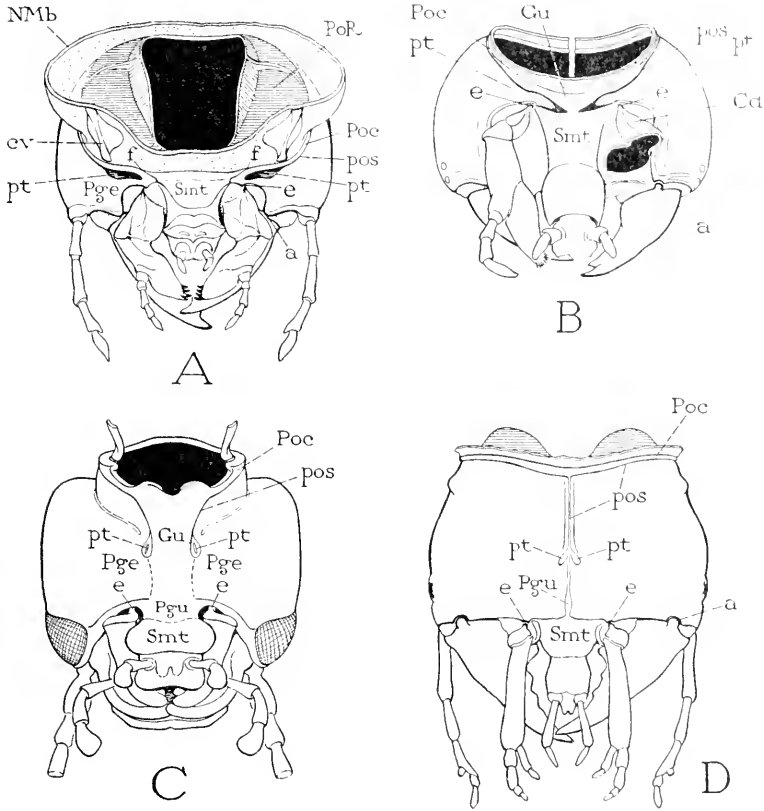 NMb
PoR
cv
f
f
Poc
pos
pt
Pge
Smt
e
pt
a
A
Poc
Gu
pos
pt
pt
e
e
Cd
Smt
a
B
Poc
pos
Gu
pt
pt
Pge
Pge
e
e
Pgu
Smt
C
Poc
pos
pt
pt
Pgu
e
e
a
Smt
D